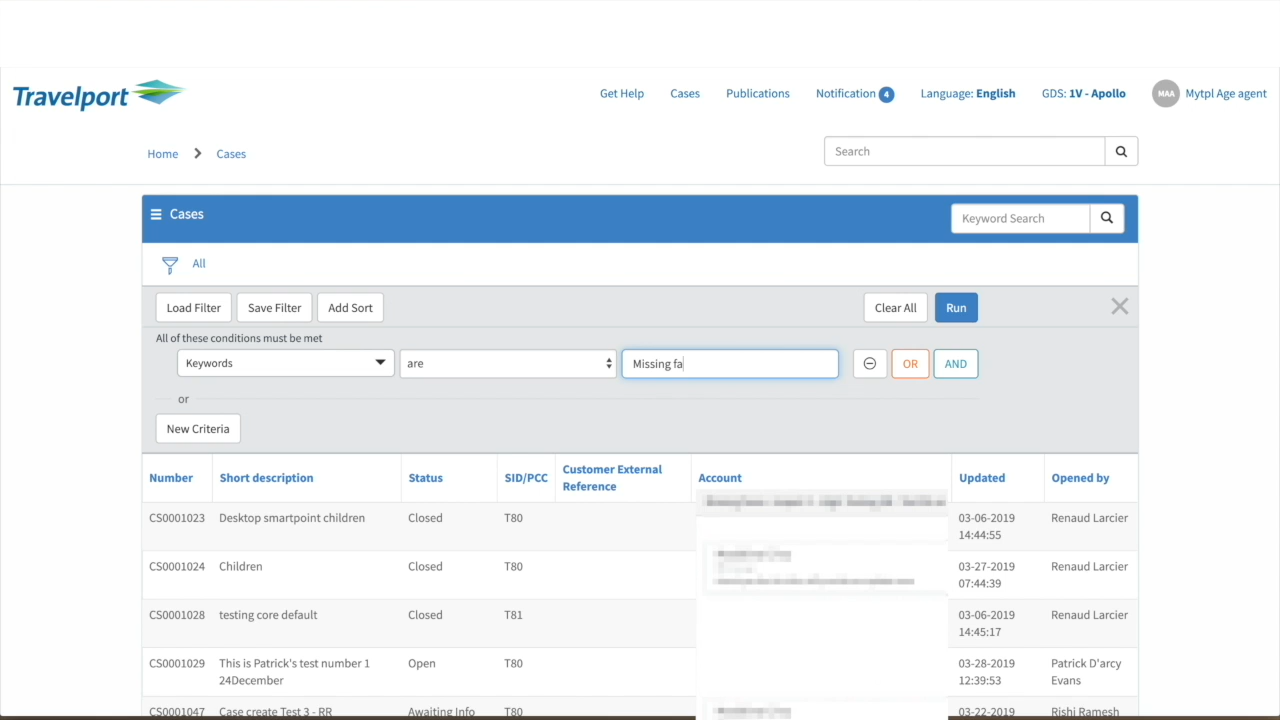 Travelport
Get Help
Cases
Publications
Notification 4
Language: English
GDS: 1V - Apollo
MAA
Mytpl Age agent
Home
Cases
Search
Cases
Keyword Search
All
Load Filter
Save Filter
Add Sort
Clear All
Run
All of these conditions must be met
Keywords
are
Missing fa
OR
AND
or
New Criteria
Number
Short description
Status
SID/PCC
Customer External
Reference
Account
Updated
Opened by
CS0001023
Desktop smartpoint children
Closed
T80
03-06-2019
14:44:55
Renaud Larcier
CS0001024
Children
Closed
T80
03-27-2019
07:44:39
Renaud Larcier
CS0001028
testing core default
Closed
T81
03-06-2019
14:45:17
Renaud Larcier
CS0001029
This is Patrick's test number 1
24December
Open
T80
03-28-2019
12:39:53
Patrick D'arcy
Evans
CS0001047
Case create Test 3 - RR
Awaiting Info
T80
03-22-2019
Rishi Ramesh